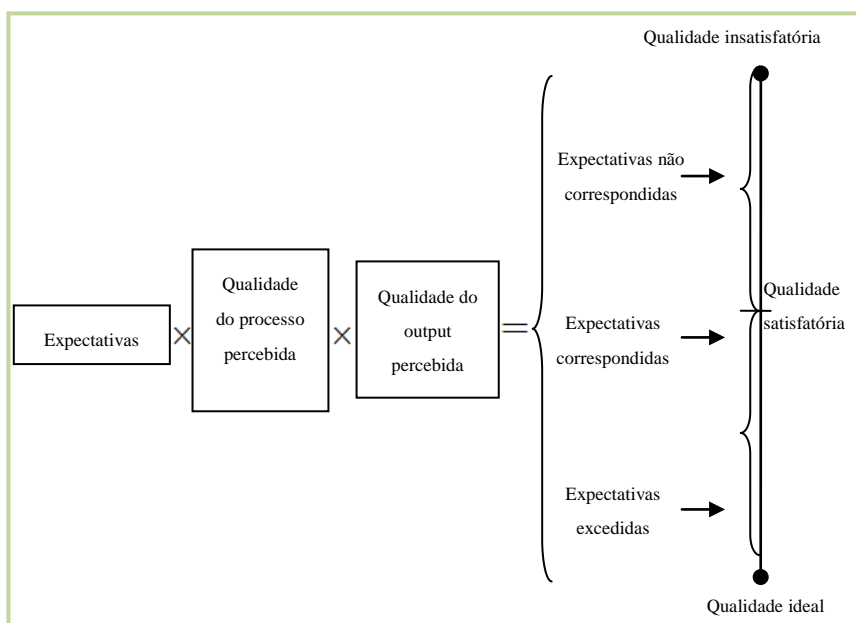 Qualidade insatisfatória
Expectativas não
correspondidas
Qualidade
do processo
percebida
Qualidade do
output
percebida
Expectativas
×
×
=
Expectativas
correspondidas
Qualidade
satisfatória
Expectativas
excedidas
Qualidade ideal